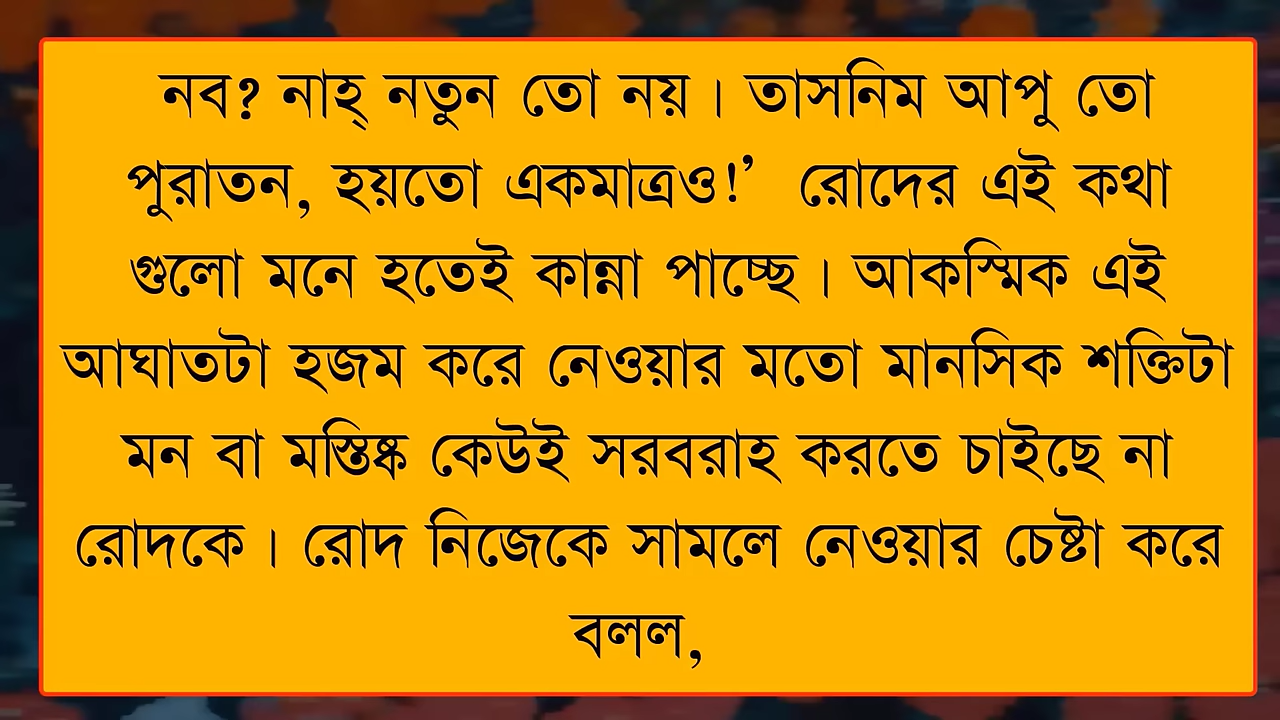 নব? নাহ্ নতুন তো নয়। তাসনিম আপু তো
পুরাতন, হয়তো একমাত্রও!’ রোদের এই কথা
গুলো মনে হতেই কান্না পাচ্ছে। আকস্মিক এই
আঘাতটা হজম করে নেওয়ার মতো মানসিক শক্তিটা
মন বা মস্তিষ্ক কেউই সরবরাহ করতে চাইছে না
রোদকে। রোদ নিজেকে সামলে নেওয়ার চেষ্টা করে
বলল,